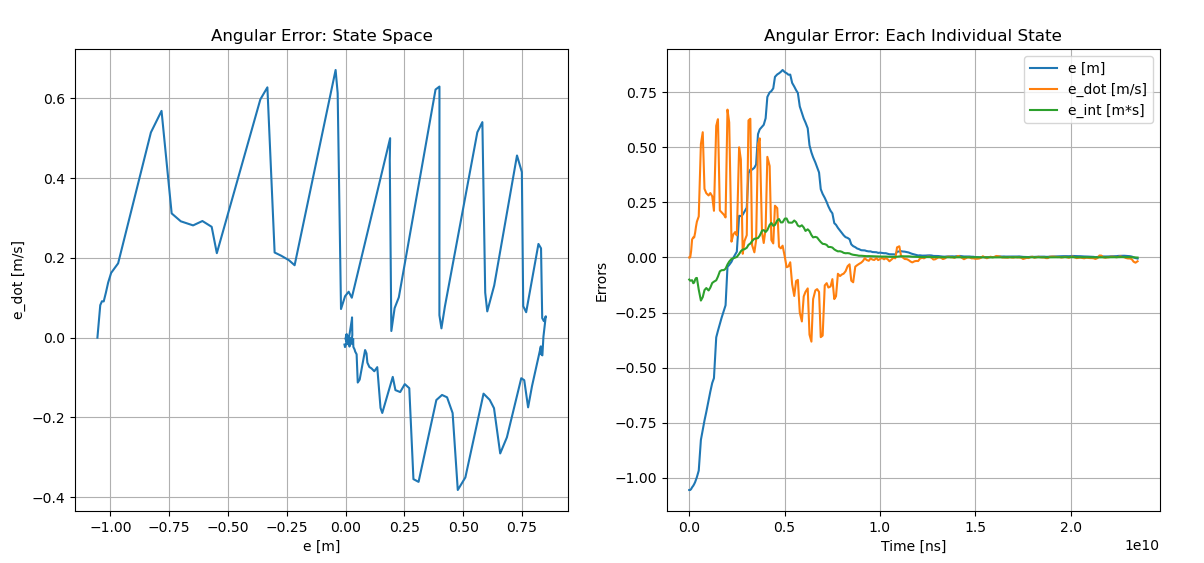 Angular Error: State Space
e_dot [m/s]
0.6
0.4
0.2
0.0
−0.2
−0.4
−1.00 −0.75 −0.50 −0.25 0.00 0.25 0.50 0.75
e [m]
Angular Error: Each Individual State
e [m]
e_dot [m/s]
e_int [m*s]
Errors
0.75
0.50
0.25
0.00
−0.25
−0.50
−0.75
−1.00
0.0 0.5 1.0 1.5 2.0
1e10
Time [ns]